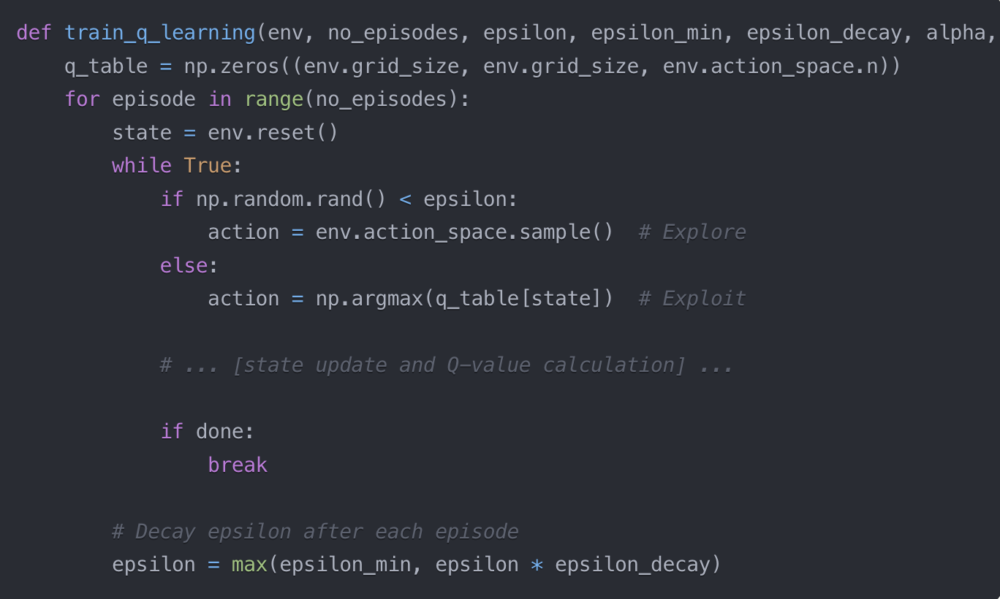 def train_q_learning(env, no_episodes, epsilon, epsilon_min, epsilon_decay, alpha,
    q_table = np.zeros((env.grid_size, env.grid_size, env.action_space.n))
    for episode in range(no_episodes):
        state = env.reset()
        while True:
            if np.random.rand() < epsilon:
                action = env.action_space.sample()  # Explore
            else:
                action = np.argmax(q_table[state])  # Exploit
            # ... [state update and Q-value calculation] ...
            if done:
                break
        # Decay epsilon after each episode
        epsilon = max(epsilon_min, epsilon * epsilon_decay)